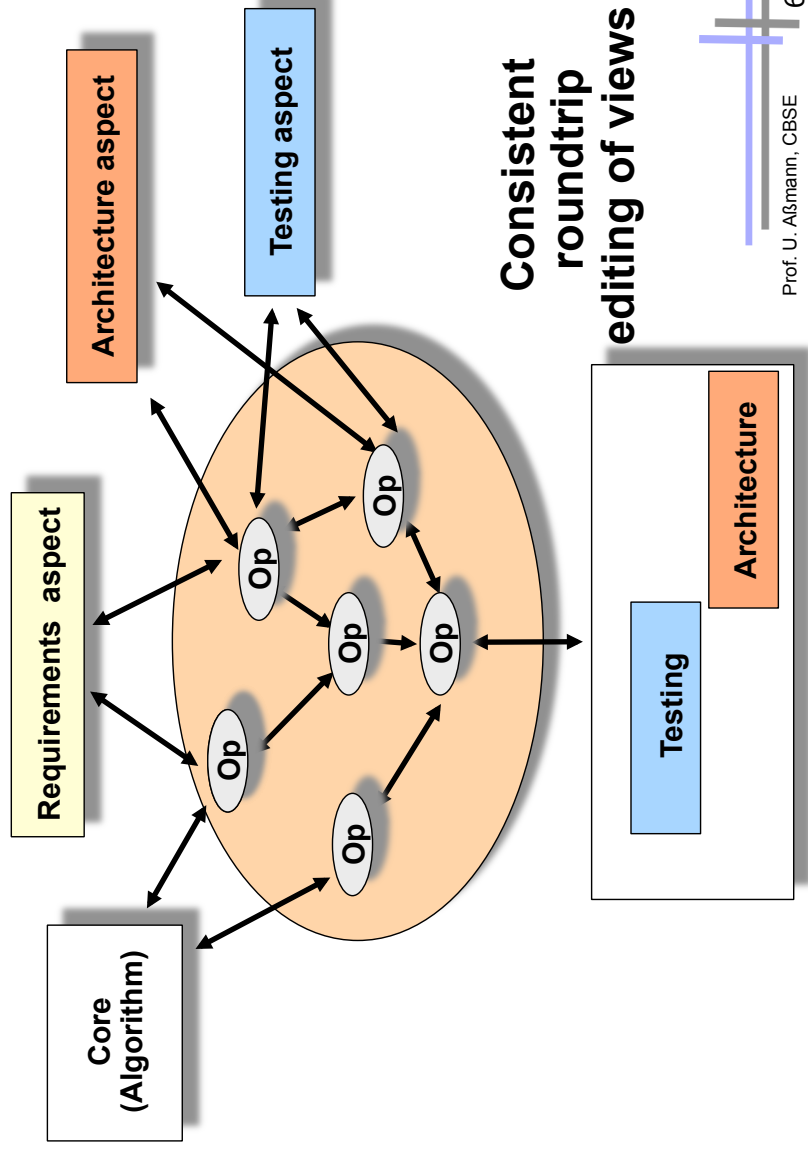 Requirements aspect
Core
(Algorithm)
Architecture aspect
Testing aspect
Op
Op
Op
Op
Op
Op
Consistent
roundtrip
editing of views
Testing
Architecture
Prof. U. Aßmann, CBSE